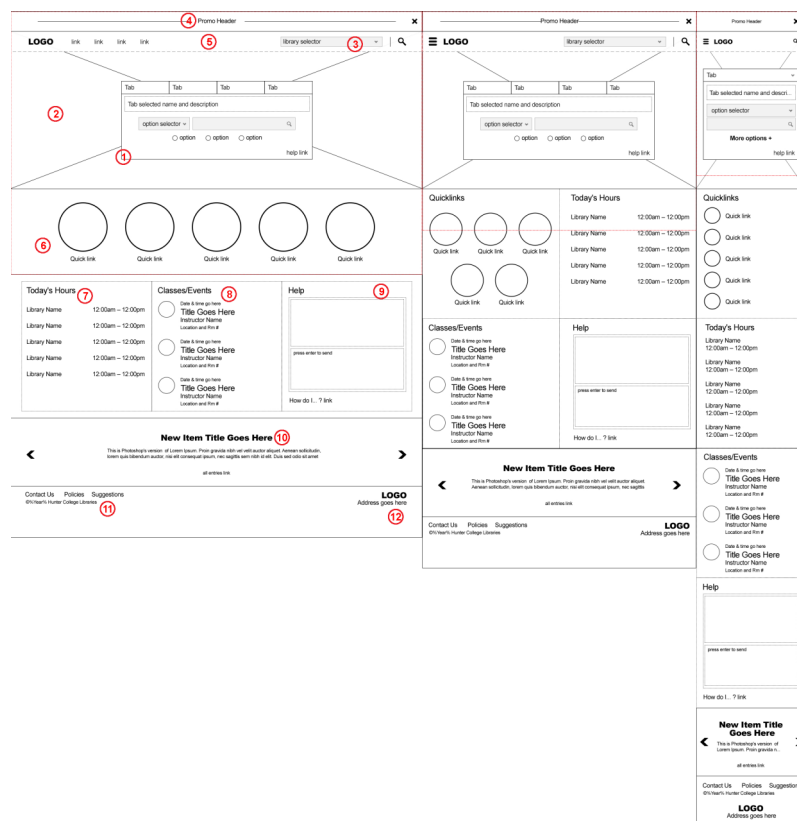 4 Promo Header ×
LOGO link link link link 5 library selector 3
2
Tab Tab Tab Tab
Tab selected name and description
option selector
option option option
1 help link
6
Quick link Quick link Quick link Quick link Quick link
Today's Hours 7
Library Name 12:00am – 12:00pm
Library Name 12:00am – 12:00pm
Library Name 12:00am – 12:00pm
Library Name 12:00am – 12:00pm
Library Name 12:00am – 12:00pm
Classes/Events 8
Date & time go here
Title Goes Here
Instructor Name
Location and Rm #
Date & time go here
Title Goes Here
Instructor Name
Location and Rm #
Date & time go here
Title Goes Here
Instructor Name
Location and Rm #
Help 9
press enter to send
How do I... ? link
New Item Title Goes Here 10
This is Photoshop's version of Lorem Ipsum. Proin gravida nibh vel velit auctor aliquet. Aenean sollicitudin,
lorem quis bibendum auctor, nisi elit consequat ipsum, nec sagittis sem nibh id elit. Duis sed odio sit amet
all entries link
Contact Us Policies Suggestions
©%Year% Hunter College Libraries
11
LOGO
Address goes here
12
Promo Header ×
LOGO library selector
Tab Tab Tab Tab
Tab selected name and description
option selector
option option option
help link
Quicklinks
Quick link Quick link Quick link
Quick link Quick link
Today's Hours
Library Name 12:00am – 12:00pm
Library Name 12:00am – 12:00pm
Library Name 12:00am – 12:00pm
Library Name 12:00am – 12:00pm
Library Name 12:00am – 12:00pm
Classes/Events
Date & time go here
Title Goes Here
Instructor Name
Location and Rm #
Date & time go here
Title Goes Here
Instructor Name
Location and Rm #
Date & time go here
Title Goes Here
Instructor Name
Location and Rm #
Help
press enter to send
How do I... ? link
New Item Title Goes Here
This is Photoshop's version of Lorem Ipsum. Proin gravida nibh vel velit auctor aliquet
Aenean sollicitudin, lorem quis bibendum auctor, nisi elit consequat ipsum, nec sagittis
all entries link
Contact Us Policies Suggestions
©%Year% Hunter College Libraries
LOGO
Address goes here
Promo Header
LOGO
Tab
Tab selected name and descri...
option selector
More options +
help link
Quicklinks
Quick link
Quick link
Quick link
Quick link
Quick link
Today's Hours
Library Name
12:00am – 12:00pm
Library Name
12:00am – 12:00pm
Library Name
12:00am – 12:00pm
Library Name
12:00am – 12:00pm
Library Name
12:00am – 12:00pm
Classes/Events
Date & time go here
Title Goes Here
Instructor Name
Location and Rm #
Date & time go here
Title Goes Here
Instructor Name
Location and Rm #
Date & time go here
Title Goes Here
Instructor Name
Location and Rm #
Help
press enter to send
How do I... ? link
New Item Title
Goes Here
This is Photoshop's version of
Lorem Ipsum. Proin gravida n...
all entries link
Contact Us Policies Suggestion
©%Year% Hunter College Libraries
LOGO
Address goes here